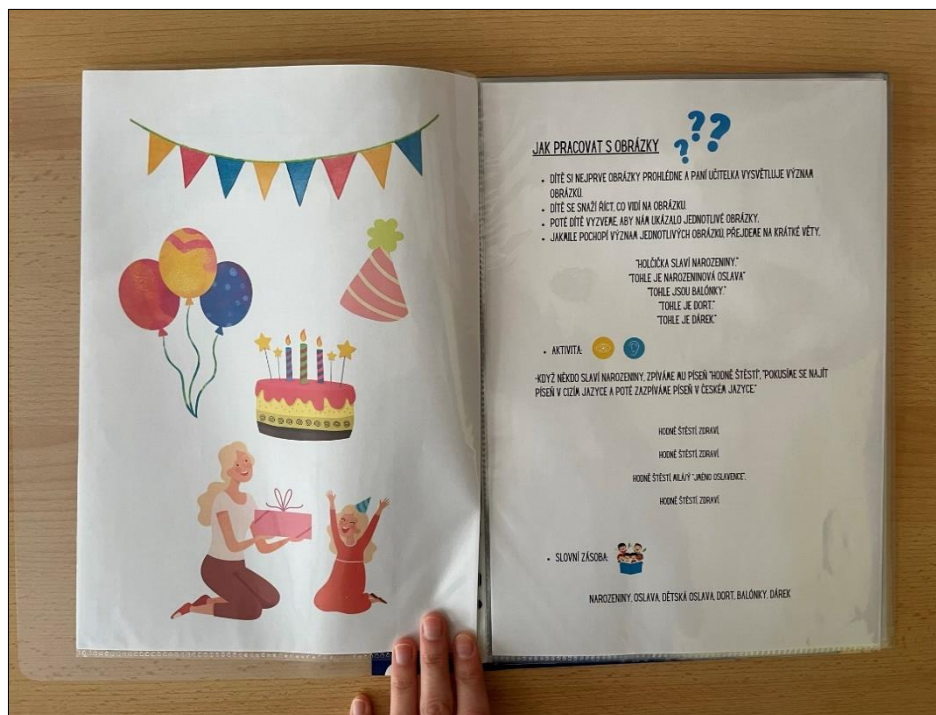 JAK PRACOVAT S OBRÁZKY
• DÍTĚ SI NEJPRVE OBRÁZKY PROHLÉDNE A PANÍ UČITELKA VYSVĚTLUJE VÝZNAM
OBRÁZKŮ.
• DÍTĚ SE SNAŽÍ ŘÍCT, CO VIDÍ NA OBRÁZKU.
• POTÉ DÍTĚ VYZVEME, ABY NÁM UKÁZALO JEDNOTLIVÉ OBRÁZKY.
• JAKMILE POCHOPÍ VÝZNAM JEDNOTLIVÝCH OBRÁZKŮ, PŘEJDEME NA KRÁTKÉ VĚTY.
"HOLČIČKA SLAVÍ NAROZENINY."
"TOHLE JE NAROZENINOVÁ OSLAVA"
"TOHLE JSOU BALÓNKY."
"TOHLE JE DORT."
"TOHLE JE DÁREK"
• AKTIVITA:
-KDYŽ NĚKDO SLAVÍ NAROZENINY, ZPÍVÁME MU PÍSEŇ "HODNĚ ŠTĚSTÍ", "POKUSÍME SE NAJÍT
PÍSEŇ V CIZÍM JAZYCE A POTÉ ZAZPÍVÁME PÍSEŇ V ČESKÉM JAZYCE"
HODNĚ ŠTĚSTÍ, ZDRAVÍ,
HODNĚ ŠTĚSTÍ, ZDRAVÍ,
HODNĚ ŠTĚSTÍ, MILÁ/Ý "JMÉNO OSLAVENCE",
HODNĚ ŠTĚSTÍ, ZDRAVÍ.
• SLOVNÍ ZÁSOBA:
NAROZENINY, OSLAVA, DĚTSKÁ OSLAVA, DORT, BALÓNKY, DÁREK